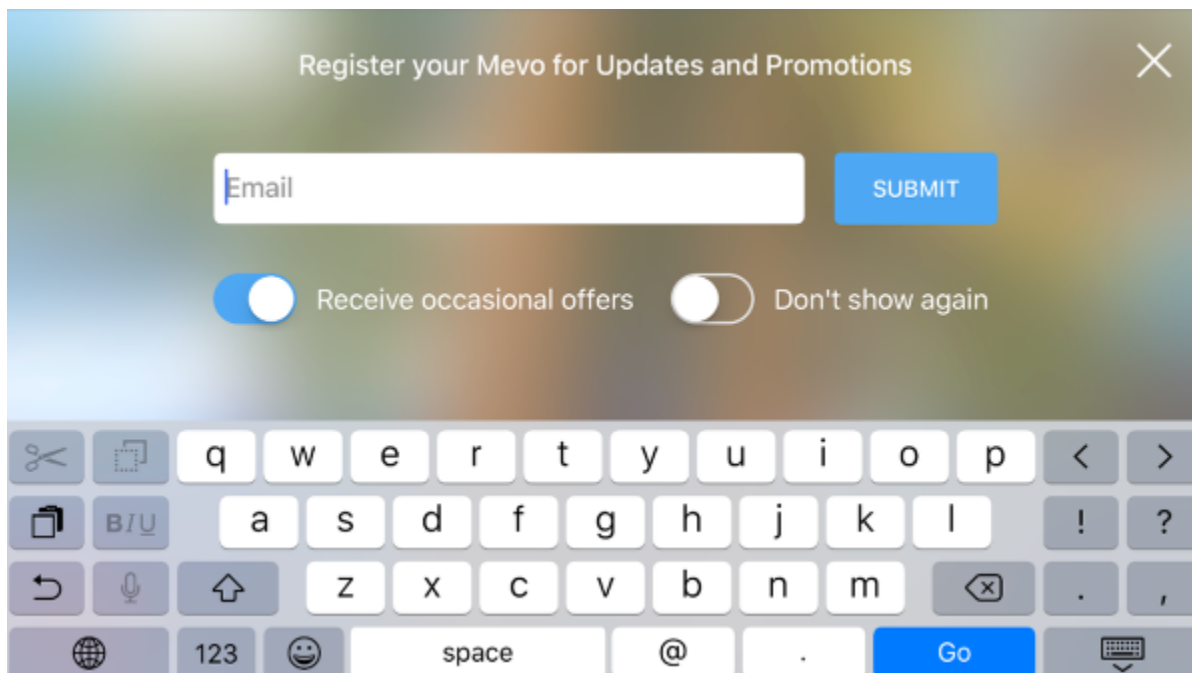 Register your Mevo for Updates and Promotions
Email
SUBMIT
Receive occasional offers
Don't show again
q w e r t y u i o p < >
B I U a s d f g h j k l ! ?
z x c v b n m . ,
123 space @ . Go